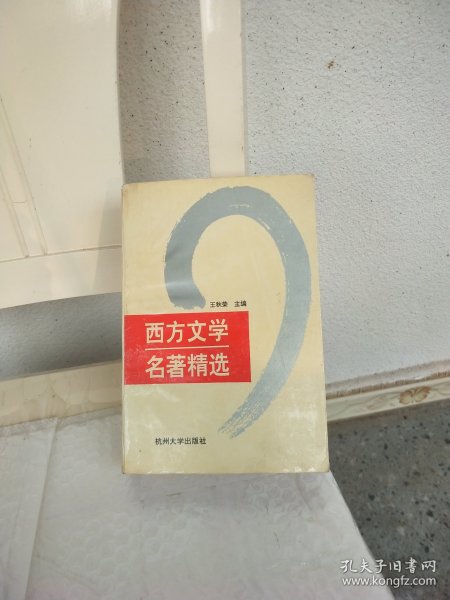 王秋荣 主编
西方文学
名著精选
杭州大学出版社
孔夫子旧书网
www.kongfz.com